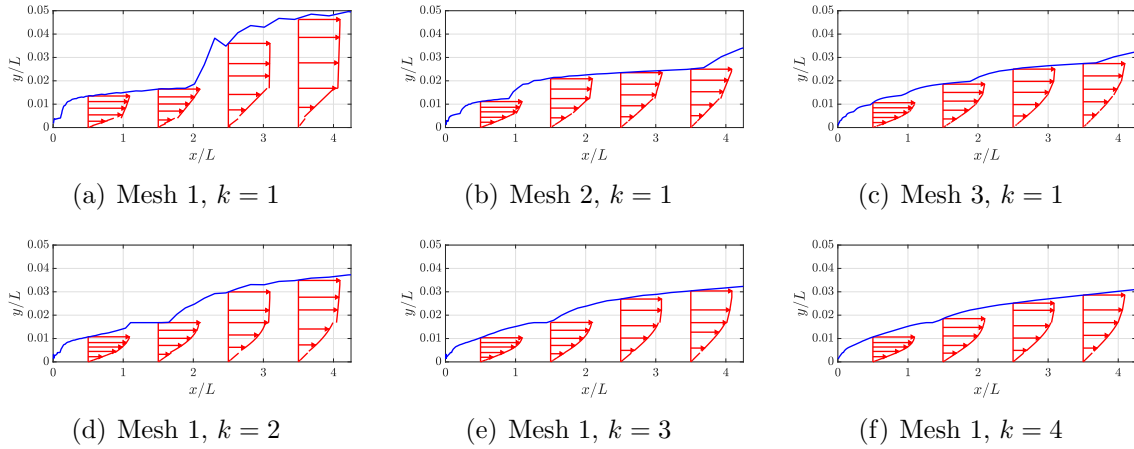 0.05 0.05 0.05
0.04 0.04 0.04
y/L 0.03 y/L 0.03 y/L 0.03
0.02 0.02 0.02
0.01 0.01 0.01
0 0 0
0 1 2 3 4 0 1 2 3 4 0 1 2 3 4
x/L x/L x/L
(a) Mesh 1, k = 1 (b) Mesh 2, k = 1 (c) Mesh 3, k = 1
0.05 0.05 0.05
0.04 0.04 0.04
y/L 0.03 y/L 0.03 y/L 0.03
0.02 0.02 0.02
0.01 0.01 0.01
0 0 0
0 1 2 3 4 0 1 2 3 4 0 1 2 3 4
x/L x/L x/L
(d) Mesh 1, k = 2 (e) Mesh 1, k = 3 (f) Mesh 1, k = 4